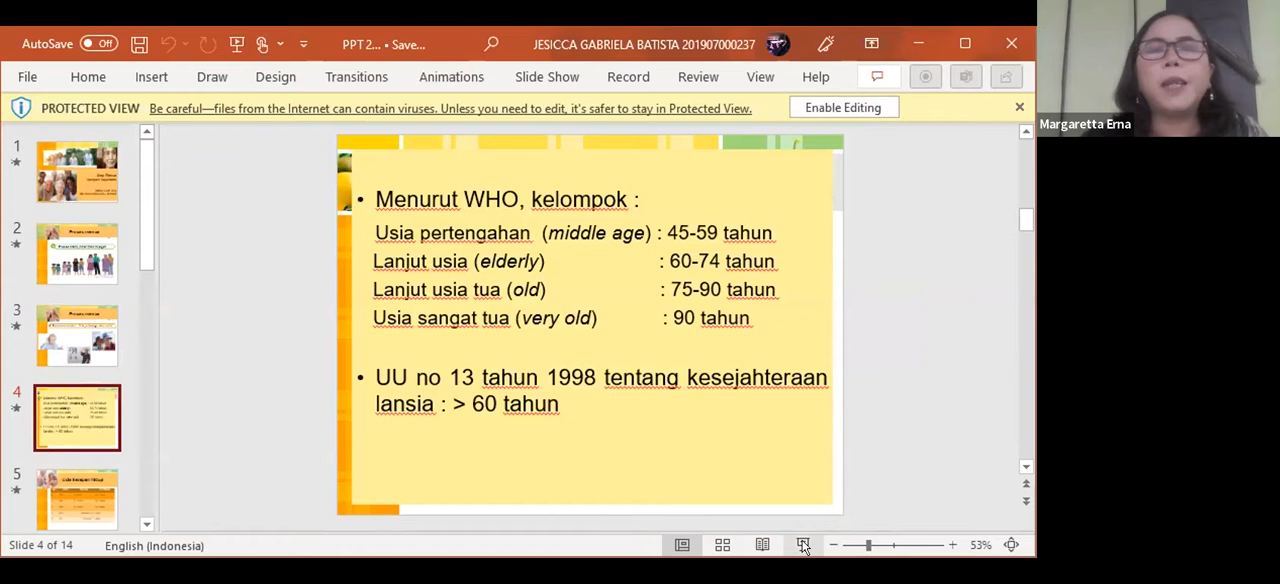 AutoSave Off PPT 2... • Save... JESICCA GABRIELA BATISTA 201907000237
File Home Insert Draw Design Transitions Animations Slide Show Record Review View Help
PROTECTED VIEW Be careful—files from the Internet can contain viruses. Unless you need to edit, it's safer to stay in Protected View. Enable Editing
Margaretta Erna
1
2
3
4
5
• Menurut WHO, kelompok :
Usia pertengahan (middle age) : 45-59 tahun
Lanjut usia (elderly) : 60-74 tahun
Lanjut usia tua (old) : 75-90 tahun
Usia sangat tua (very old) : 90 tahun
• UU no 13 tahun 1998 tentang kesejahteraan
lansia : > 60 tahun
Slide 4 of 14 English (Indonesia) 53%